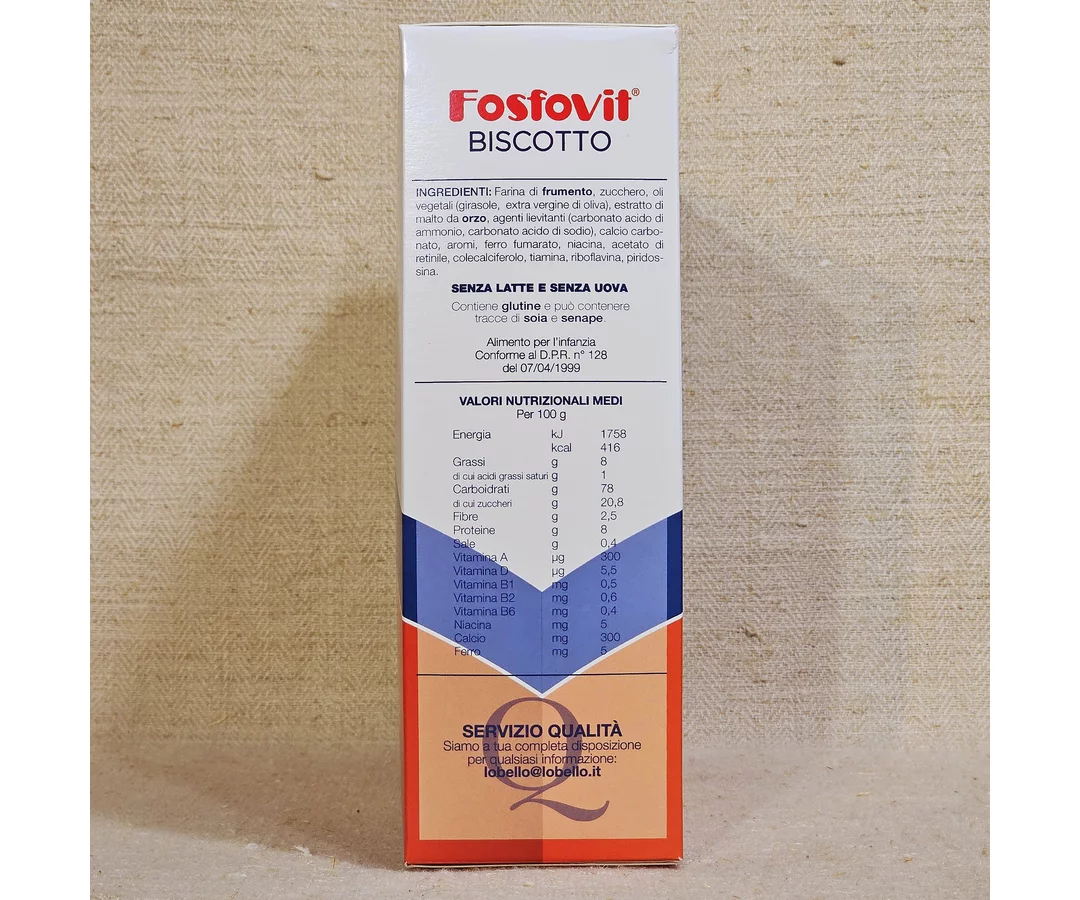 Fosfovit®
BISCOTTO
INGREDIENTI: Farina di frumento, zucchero, oli
vegetali (girasole, extra vergine di oliva), estratto di
malto da orzo, agenti lievitanti (carbonato acido di
ammonio, carbonato acido di sodio), calcio carbo-
nato, aromi, ferro fumarato, niacina, acetato di
retinile, colecalciferolo, tiamina, riboflavina, piridos-
sina.
SENZA LATTE E SENZA UOVA
Contiene glutine e può contenere
tracce di soia e senape.
Alimento per l'infanzia
Conforme al D.P.R. n° 128
del 07/04/1999
VALORI NUTRIZIONALI MEDI
Per 100 g
Energia kJ 1758
kcal 416
Grassi g 8
di cui acidi grassi saturi g 1
Carboidrati g 78
di cui zuccheri g 20,8
Fibre g 2,5
Proteine g 8
Sale g 0,4
Vitamina A µg 300
Vitamina D µg 5,5
Vitamina B1 mg 0,5
Vitamina B2 mg 0,6
Vitamina B6 mg 0,4
Niacina mg 5
Calcio mg 300
Ferro mg 5
Q
SERVIZIO QUALITÀ
Siamo a tua completa disposizione
per qualsiasi informazione:
lobello@lobello.it